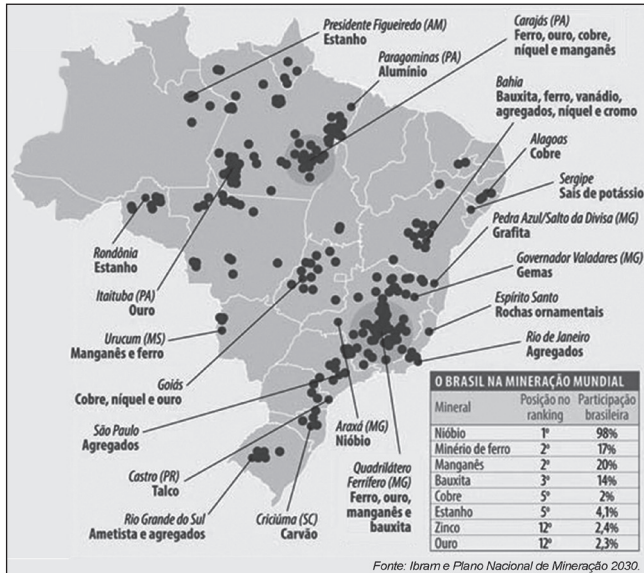 Presidente Figueiredo (AM)
Estanho
Carajás (PA)
Ferro, ouro, cobre,
níquel e manganês
Paragominas (PA)
Alumínio
Bahia
Bauxita, ferro, vanádio,
agregados, níquel e cromo
Alagoas
Cobre
Sergipe
Sais de potássio
Pedra Azul/Salto da Divisa (MG)
Grafita
Governador Valadares (MG)
Gemas
Espírito Santo
Rochas ornamentais
Rio de Janeiro
Agregados
Rondônia
Estanho
Itaituba (PA)
Ouro
Urucum (MS)
Manganês e ferro
Goiás
Cobre, níquel e ouro
São Paulo
Agregados
Castro (PR)
Talco
Rio Grande do Sul
Ametista e agregados
Criciúma (SC)
Carvão
Araxá (MG)
Nióbio
Quadrilátero
Ferrífero (MG)
Ferro, ouro,
manganês e
bauxita
O BRASIL NA MINERAÇÃO MUNDIAL
Mineral Posição no ranking Participação brasileira
Nióbio 1º 98%
Minério de ferro 2º 17%
Manganês 2º 20%
Bauxita 3º 14%
Cobre 5º 2%
Estanho 5º 4,1%
Zinco 12º 2,4%
Ouro 12º 2,3%
Fonte: Ibram e Plano Nacional de Mineração 2030.